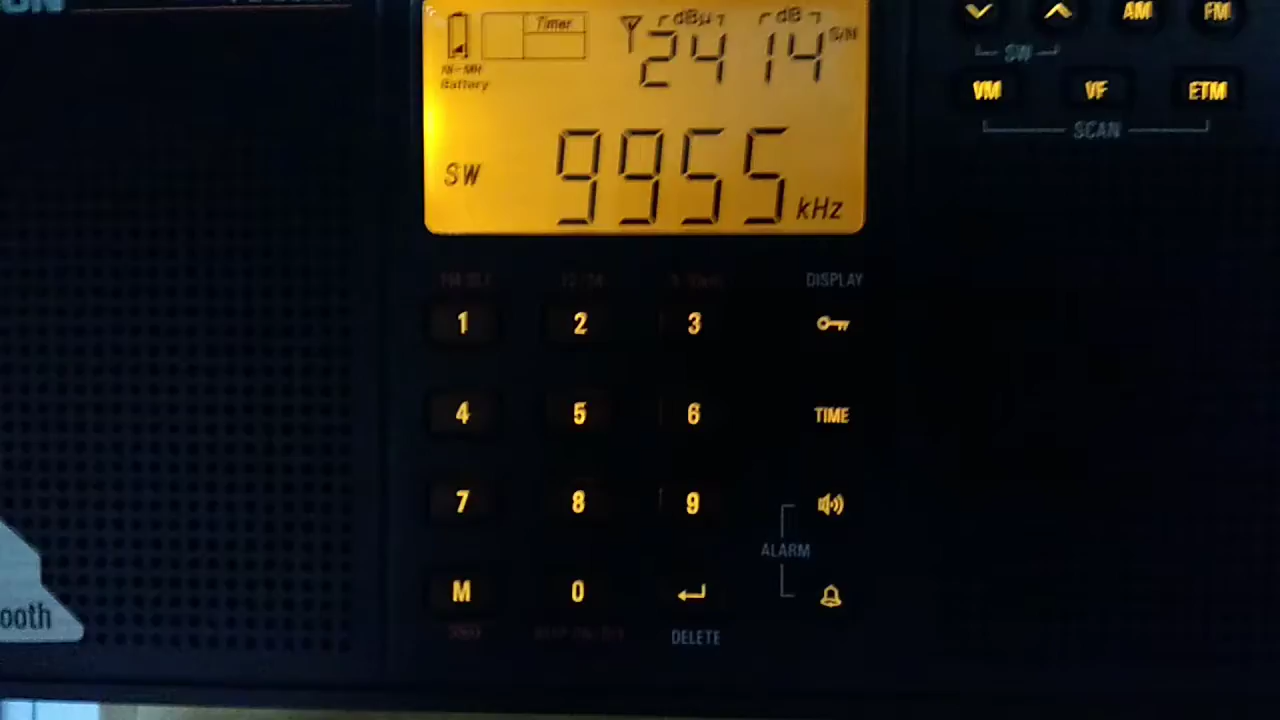 Timer
dBµ dB
24 14 S/N
Ni-MH
Battery
SW 9955 kHz
AM FM
SW
VM VF ETM
SCAN
DISPLAY
1 2 3
4 5 6 TIME
7 8 9
ALARM
M 0
DELETE
ooth